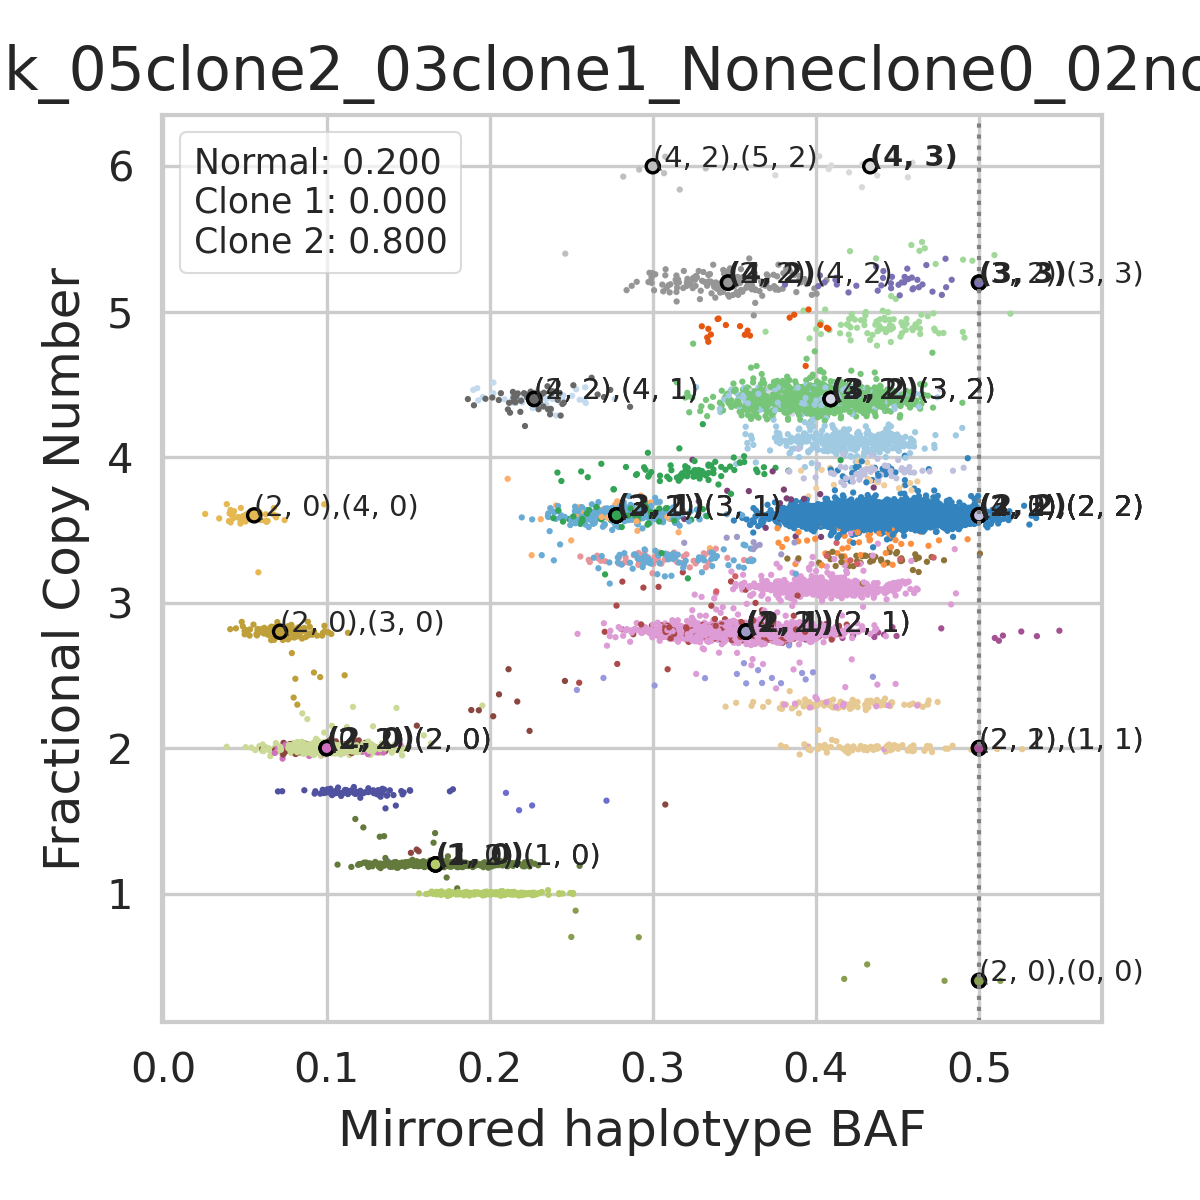 k_05clone2_03clone1_Noneclone0_02no
Normal: 0.200
Clone 1: 0.000
Clone 2: 0.800
(4, 2),(5, 2)
(4, 3)
(4, 2)
(3, 3)
(4, 2),(4, 1)
(3, 2)
(2, 0),(4, 0)
(3, 1)
(2, 2)
(2, 0),(3, 0)
(2, 1)
(2, 0)
(1, 1)
(1, 0)
(2, 0),(0, 0)
6
5
4
3
2
1
0.0
0.1
0.2
0.3
0.4
0.5
Fractional Copy Number
Mirrored haplotype BAF